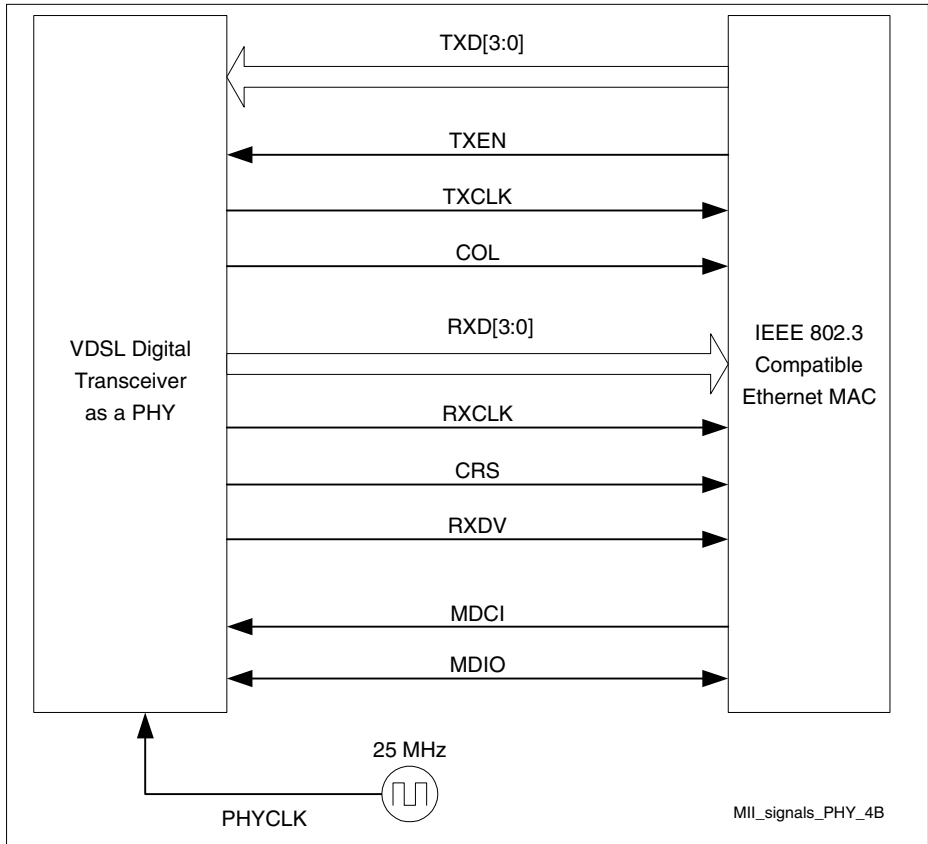 TXD[3:0]
TXEN
TXCLK
COL
RXD[3:0]
VDSL Digital
Transceiver
as a PHY
IEEE 802.3
Compatible
Ethernet MAC
RXCLK
CRS
RXDV
MDCI
MDIO
25 MHz
PHYCLK
MII_signals_PHY_4B